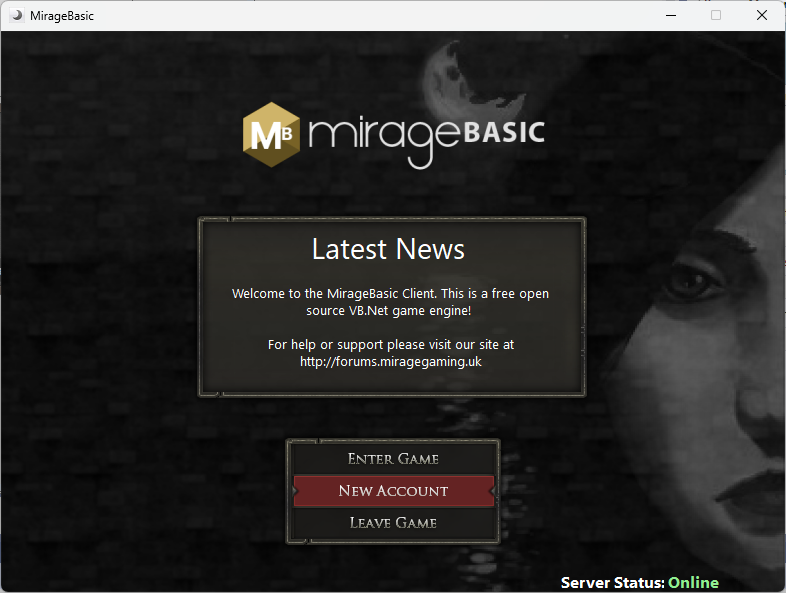 MirageBasic
MB mirageBASIC
Latest News
Welcome to the MirageBasic Client. This is a free open
source VB.Net game engine!
For help or support please visit our site at
http://forums.miragegaming.uk
ENTER GAME
NEW ACCOUNT
LEAVE GAME
Server Status: Online